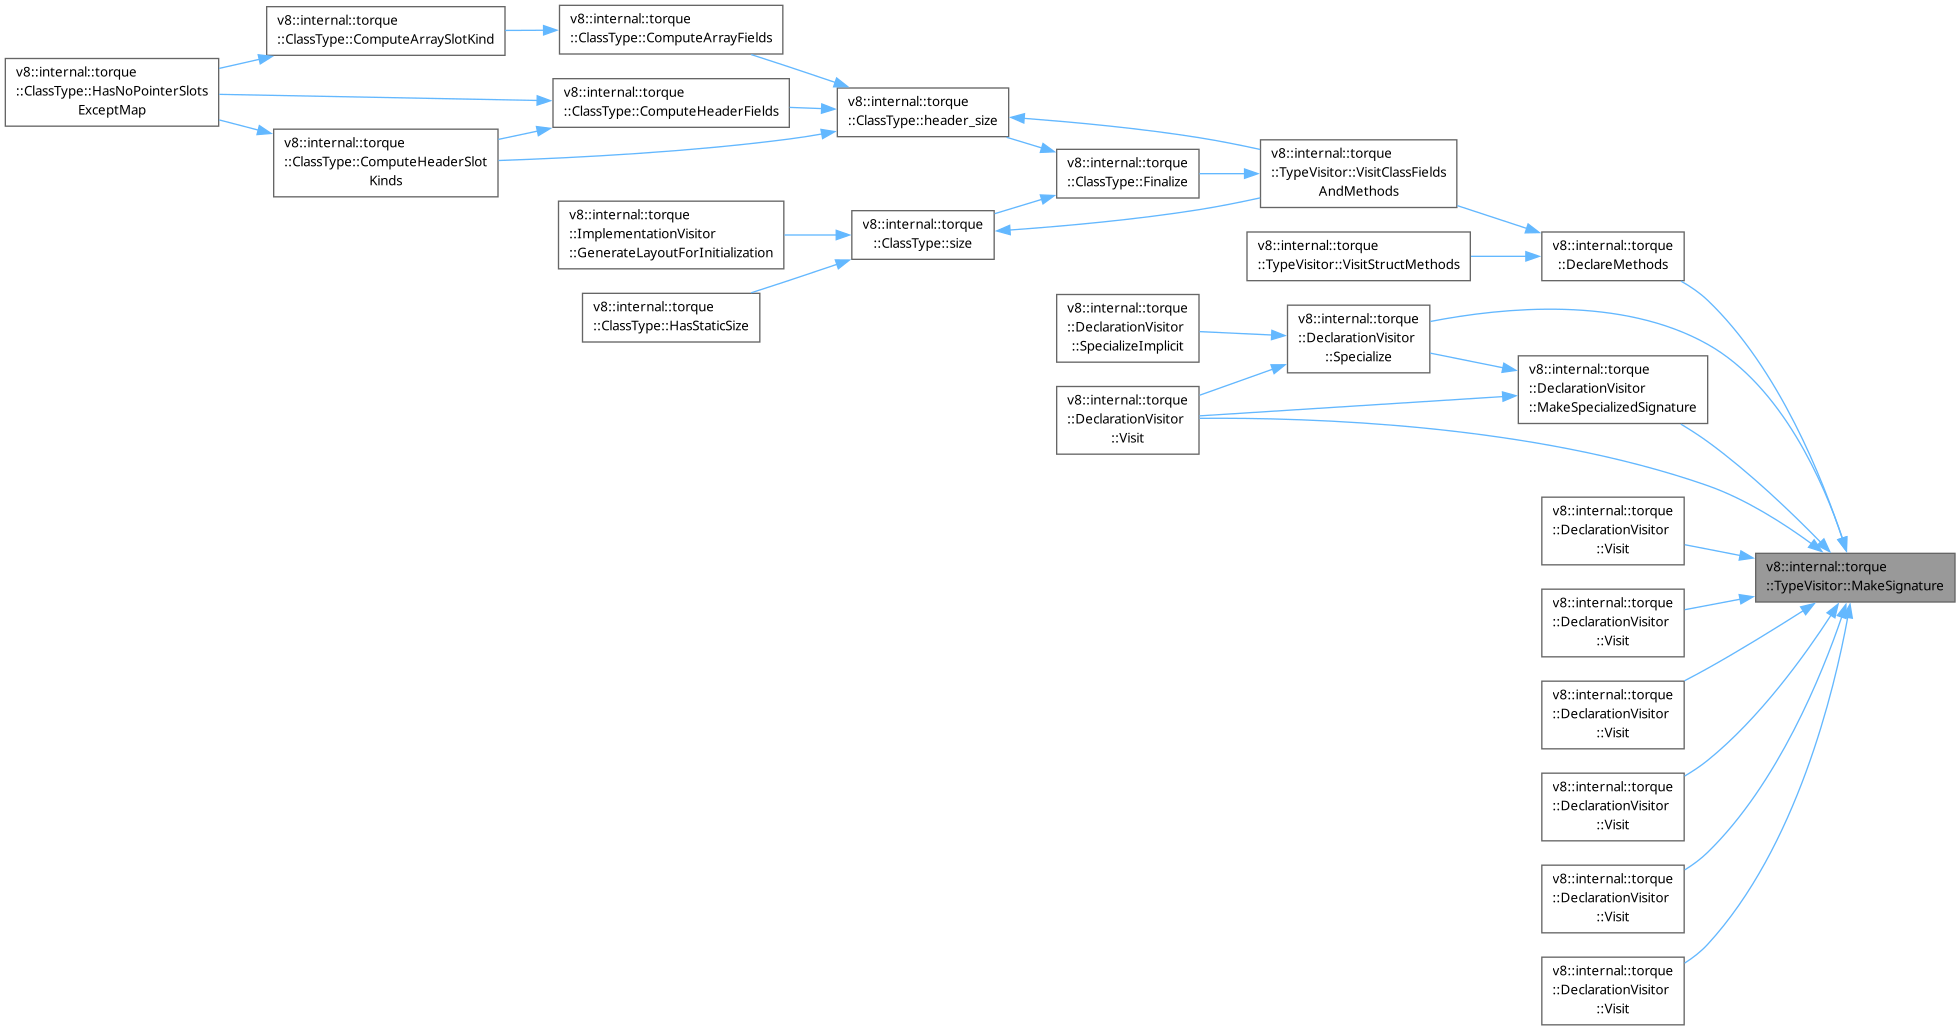 v8::internal::torque
::ClassType::HasNoPointerSlots
ExceptMap
v8::internal::torque
::ClassType::ComputeArraySlotKind
v8::internal::torque
::ClassType::ComputeHeaderSlot
Kinds
v8::internal::torque
::ClassType::ComputeArrayFields
v8::internal::torque
::ClassType::ComputeHeaderFields
v8::internal::torque
::ImplementationVisitor
::GenerateLayoutForInitialization
v8::internal::torque
::ClassType::HasStaticSize
v8::internal::torque
::ClassType::header_size
v8::internal::torque
::ClassType::size
v8::internal::torque
::ClassType::Finalize
v8::internal::torque
::DeclarationVisitor
::SpecializeImplicit
v8::internal::torque
::DeclarationVisitor
::Visit
v8::internal::torque
::TypeVisitor::VisitClassFields
AndMethods
v8::internal::torque
::TypeVisitor::VisitStructMethods
v8::internal::torque
::DeclarationVisitor
::Specialize
v8::internal::torque
::DeclareMethods
v8::internal::torque
::DeclarationVisitor
::MakeSpecializedSignature
v8::internal::torque
::DeclarationVisitor
::Visit
v8::internal::torque
::DeclarationVisitor
::Visit
v8::internal::torque
::DeclarationVisitor
::Visit
v8::internal::torque
::DeclarationVisitor
::Visit
v8::internal::torque
::DeclarationVisitor
::Visit
v8::internal::torque
::DeclarationVisitor
::Visit
v8::internal::torque
::TypeVisitor::MakeSignature